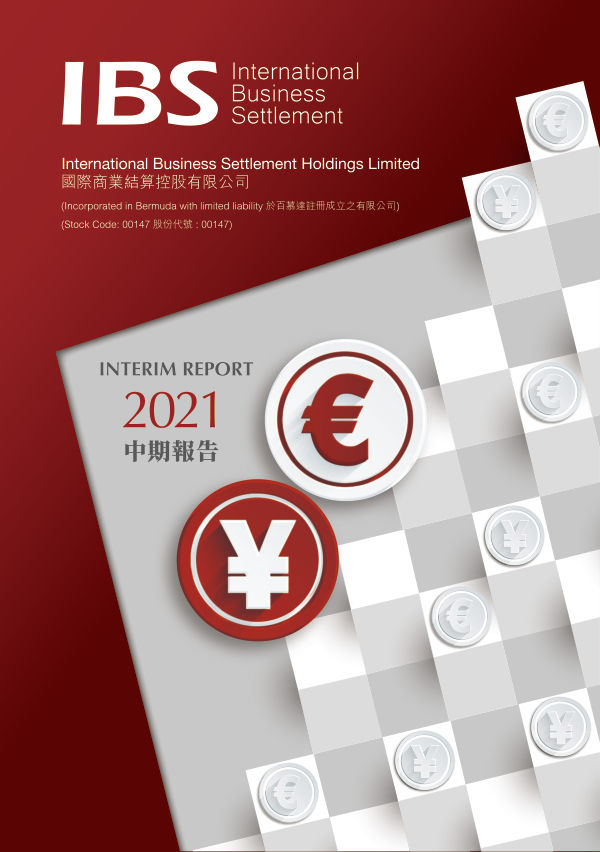 IBS
International
Business
Settlement
International Business Settlement Holdings Limited
國際商業結算控股有限公司
(Incorporated in Bermuda with limited liability 於百慕達註冊成立之有限公司)
(Stock Code: 00147 股份代號 : 00147)
€
¥
INTERIM REPORT
2021
中期報告
€
€
¥
¥
€
¥
¥
€